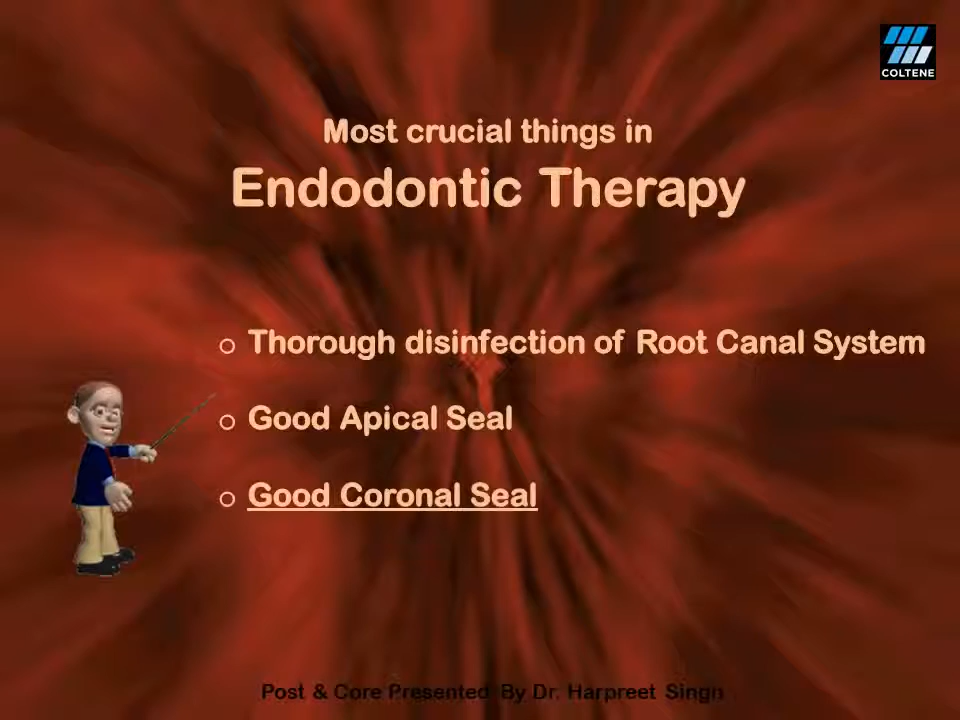 COLTENE
Most crucial things in
Endodontic Therapy
Thorough disinfection of Root Canal System
Good Apical Seal
Good Coronal Seal
Post & Core Presented By Dr. Harpreet Singh